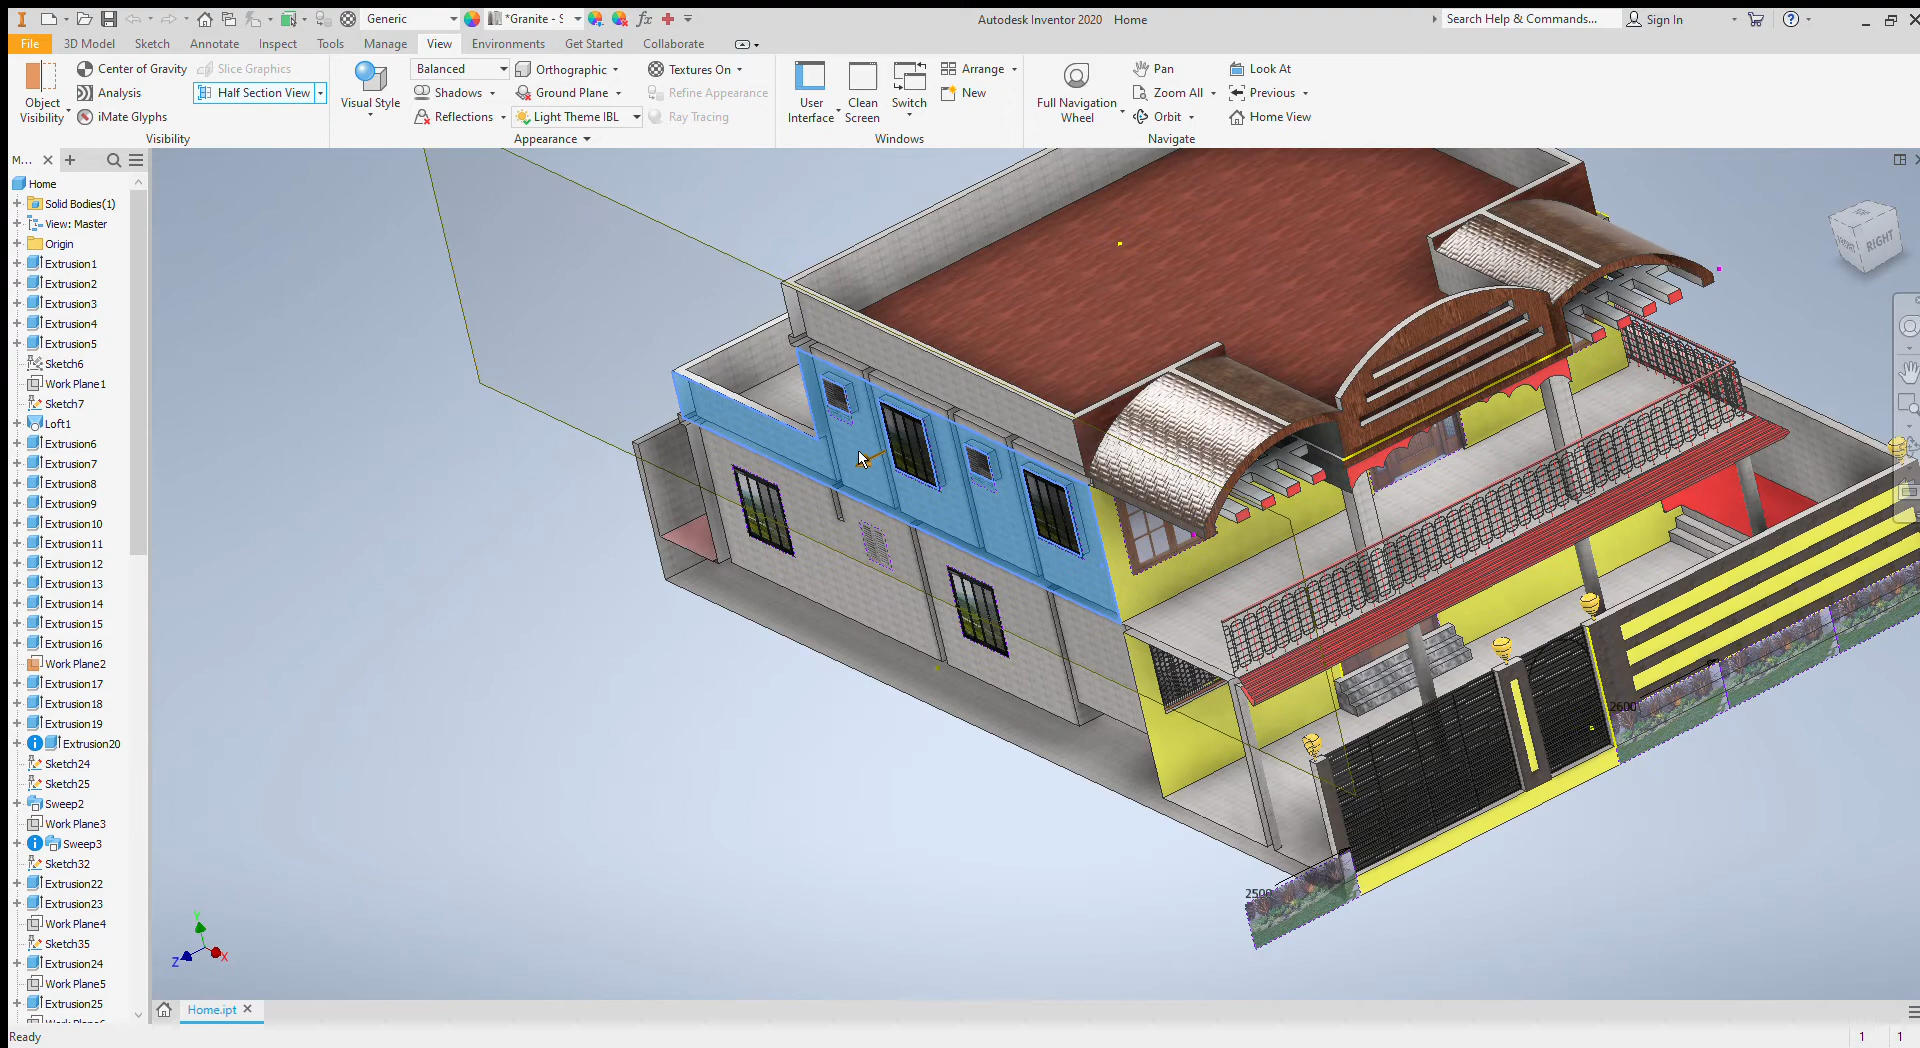 Generic
*Granite - S
Autodesk Inventor 2020 Home
Search Help & Commands...
Sign In
File
3D Model
Sketch
Annotate
Inspect
Tools
Manage
View
Environments
Get Started
Collaborate
Object Visibility
Center of Gravity
Analysis
iMate Glyphs
Slice Graphics
Half Section View
Visibility
Visual Style
Balanced
Shadows
Reflections
Orthographic
Ground Plane
Light Theme IBL
Textures On
Refine Appearance
Ray Tracing
Appearance
User Interface
Clean Screen
Switch
Arrange
New
Windows
Full Navigation Wheel
Pan
Zoom All
Orbit
Look At
Previous
Home View
Navigate
M...
Home
Solid Bodies(1)
View: Master
Origin
Extrusion1
Extrusion2
Extrusion3
Extrusion4
Extrusion5
Sketch6
Work Plane1
Sketch7
Loft1
Extrusion6
Extrusion7
Extrusion8
Extrusion9
Extrusion10
Extrusion11
Extrusion12
Extrusion13
Extrusion14
Extrusion15
Extrusion16
Work Plane2
Extrusion17
Extrusion18
Extrusion19
Extrusion20
Sketch24
Sketch25
Sweep2
Work Plane3
Sweep3
Sketch32
Extrusion22
Extrusion23
Work Plane4
Sketch35
Extrusion24
Work Plane5
Extrusion25
RIGHT
2600
2500
Y
Z
X
Home.ipt
Ready
1
1